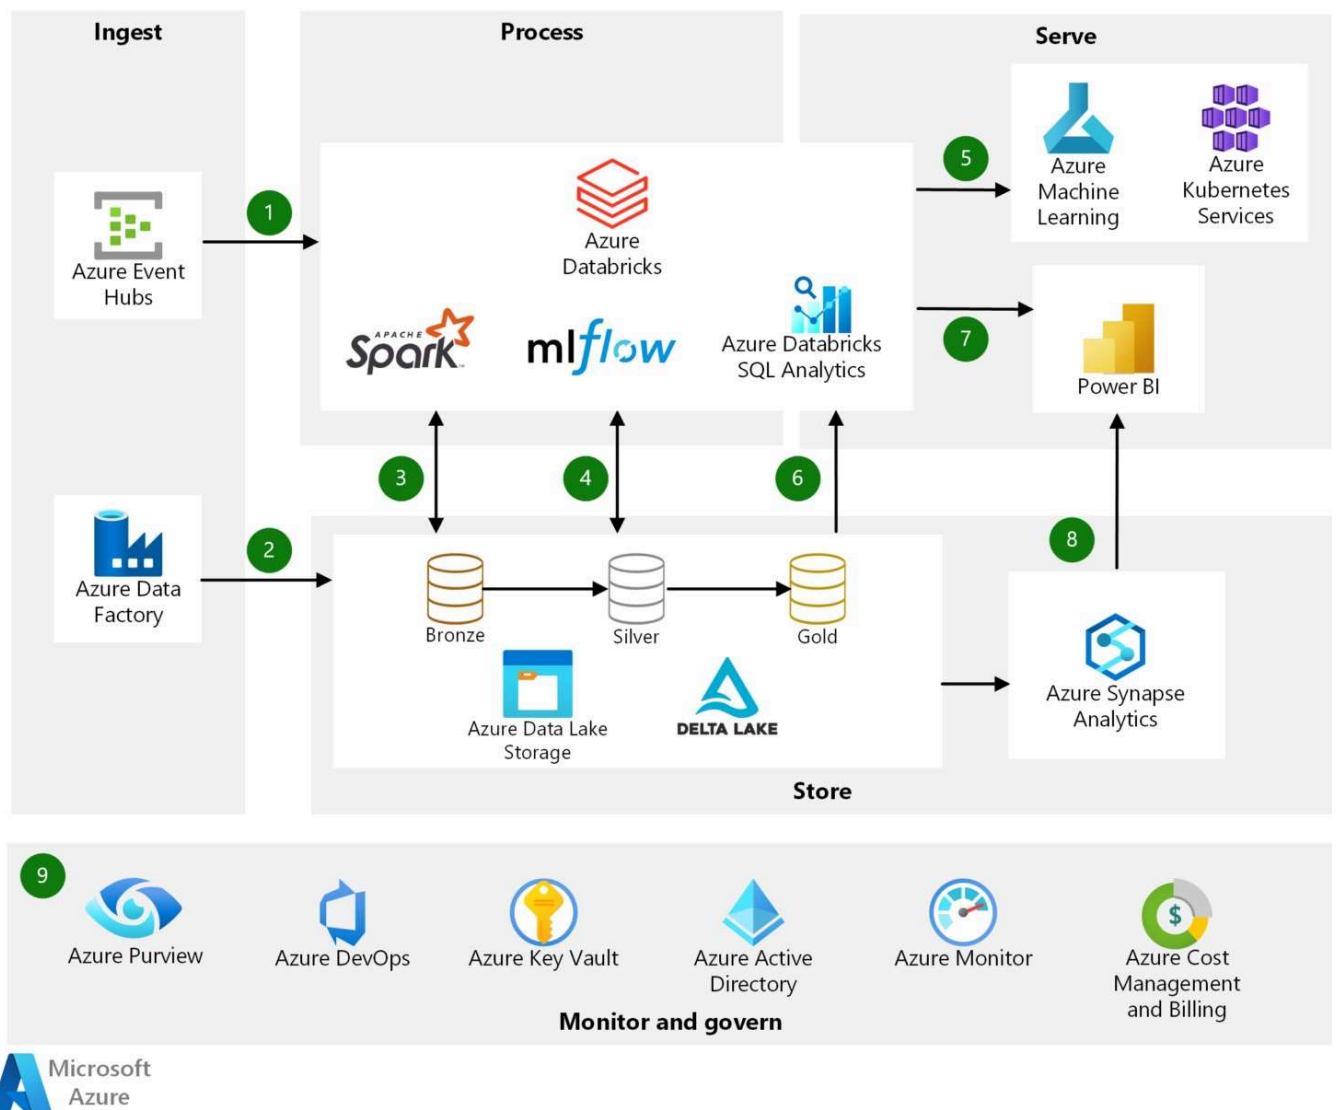 Ingest
Process
Serve
Azure
Machine
Learning
Azure
Kubernetes
Services
5
1
Azure Event
Hubs
Azure
Databricks
APACHE
Spark
mlflow
Azure Databricks
SQL Analytics
7
Power BI
3
4
6
8
2
Azure Data
Factory
Bronze
Silver
Gold
Azure Data Lake
Storage
DELTA LAKE
Azure Synapse
Analytics
Store
9
Azure Purview
Azure DevOps
Azure Key Vault
Azure Active
Directory
Azure Monitor
$
Azure Cost
Management
and Billing
Monitor and govern
Microsoft
Azure